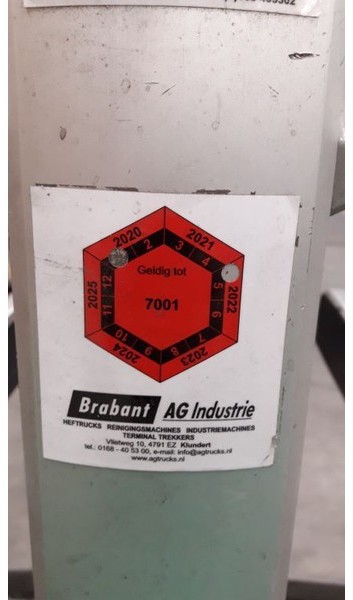 2020
2021
2022
2023
2024
2025
2
3
4
5
6
7
8
9
10
11
12
Geldig tot
7001
Brabant AG Industrie
HEFTRUCKS REINIGINGSMACHINES INDUSTRIEMACHINES
TERMINAL TREKKERS
Vlietweg 10, 4791 EZ Klundert
tel.: 0168 - 40 53 00, e-mail: info@agtrucks.nl
www.agtrucks.nl